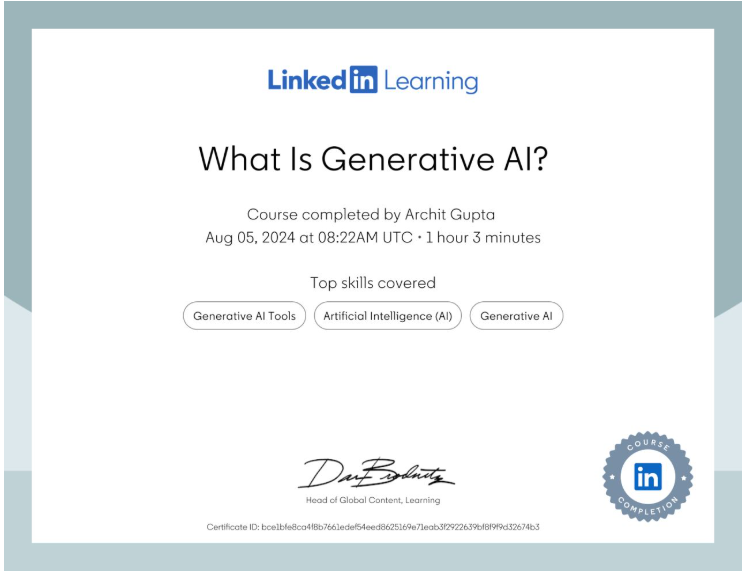 Linked in Learning
What Is Generative AI?
Course completed by Archit Gupta
Aug 05, 2024 at 08:22AM UTC • 1 hour 3 minutes
Top skills covered
Generative AI Tools
Artificial Intelligence (AI)
Generative AI
Head of Global Content, Learning
COURSE
in
COMPLETION
Certificate ID: bce1bfe8ca4f8b7661edef54eed8625169e71eab3f2922639bf8f9f9d32674b3